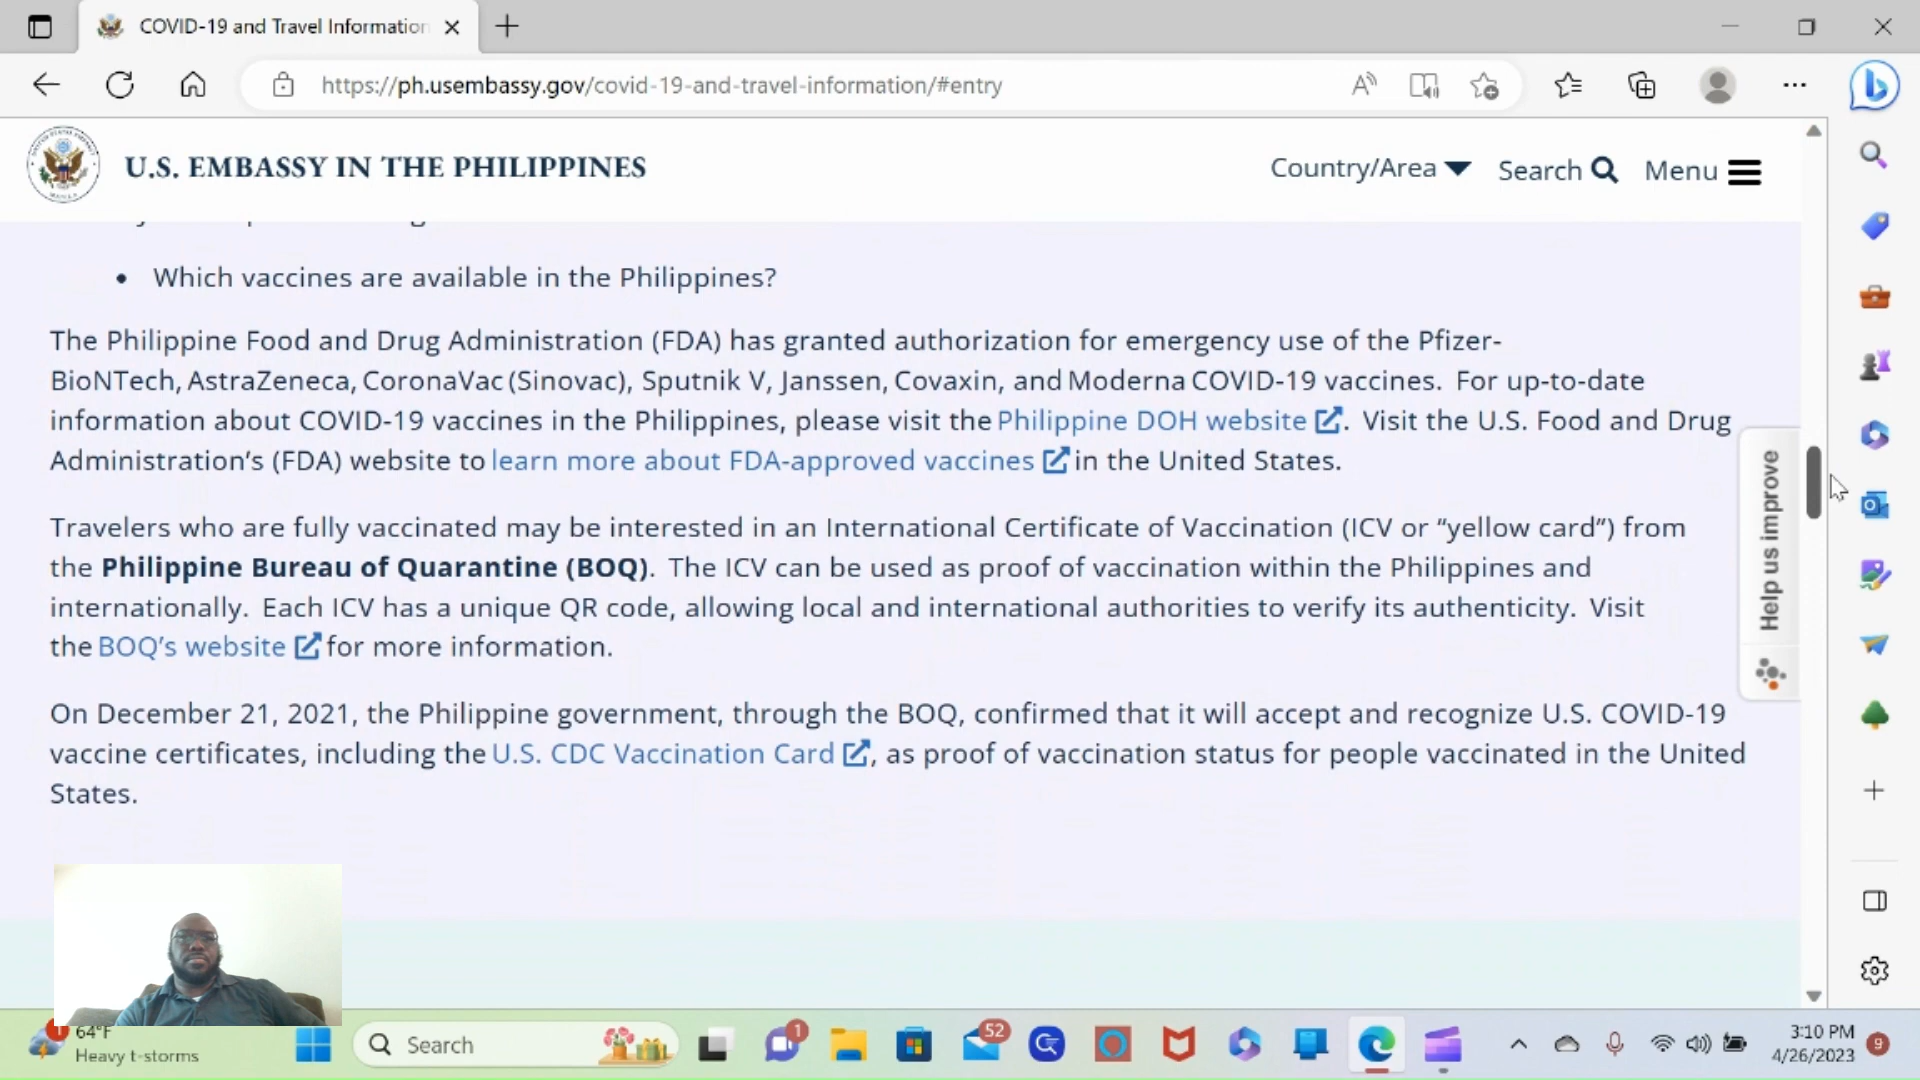 COVID-19 and Travel Information
https://ph.usembassy.gov/covid-19-and-travel-information/#entry
U.S. EMBASSY IN THE PHILIPPINES
Country/Area
Search
Menu
• Which vaccines are available in the Philippines?
The Philippine Food and Drug Administration (FDA) has granted authorization for emergency use of the Pfizer-
BioNTech, AstraZeneca, CoronaVac (Sinovac), Sputnik V, Janssen, Covaxin, and Moderna COVID-19 vaccines. For up-to-date
information about COVID-19 vaccines in the Philippines, please visit the Philippine DOH website. Visit the U.S. Food and Drug
Administration's (FDA) website to learn more about FDA-approved vaccines in the United States.
Travelers who are fully vaccinated may be interested in an International Certificate of Vaccination (ICV or “yellow card”) from
the Philippine Bureau of Quarantine (BOQ). The ICV can be used as proof of vaccination within the Philippines and
internationally. Each ICV has a unique QR code, allowing local and international authorities to verify its authenticity. Visit
the BOQ's website for more information.
On December 21, 2021, the Philippine government, through the BOQ, confirmed that it will accept and recognize U.S. COVID-19
vaccine certificates, including the U.S. CDC Vaccination Card, as proof of vaccination status for people vaccinated in the United
States.
Help us improve
1
64°F
Heavy t-storms
Search
1
52
3:10 PM
4/26/2023
9